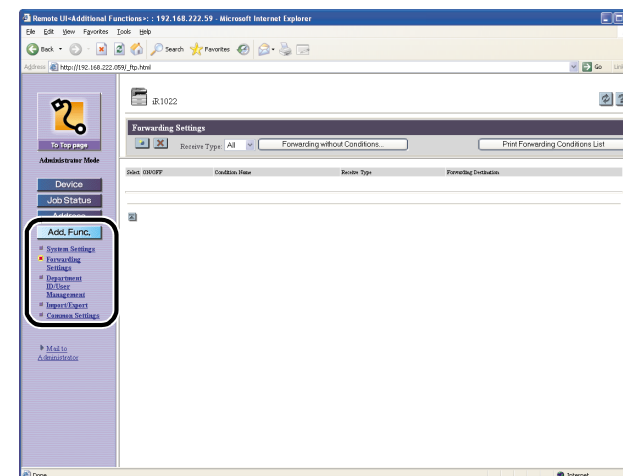 Remote UI<Additional Functions>: : 192.168.222.59 - Microsoft Internet Explorer
File Edit View Favorites Tools Help
Back Search Favorites
Address http://192.168.222.059/_ftp.html Go
iR1022
Forwarding Settings
Receive Type: All Forwarding without Conditions... Print Forwarding Conditions List
Select ON/OFF Condition Name Receive Type Forwarding Destination
To Top page
Administrator Mode
Device
Job Status
Address
Add. Func.
System Settings
Forwarding
Settings
Department
ID/User
Management
Import/Export
Common Settings
Mail to
Administrator
Done Internet